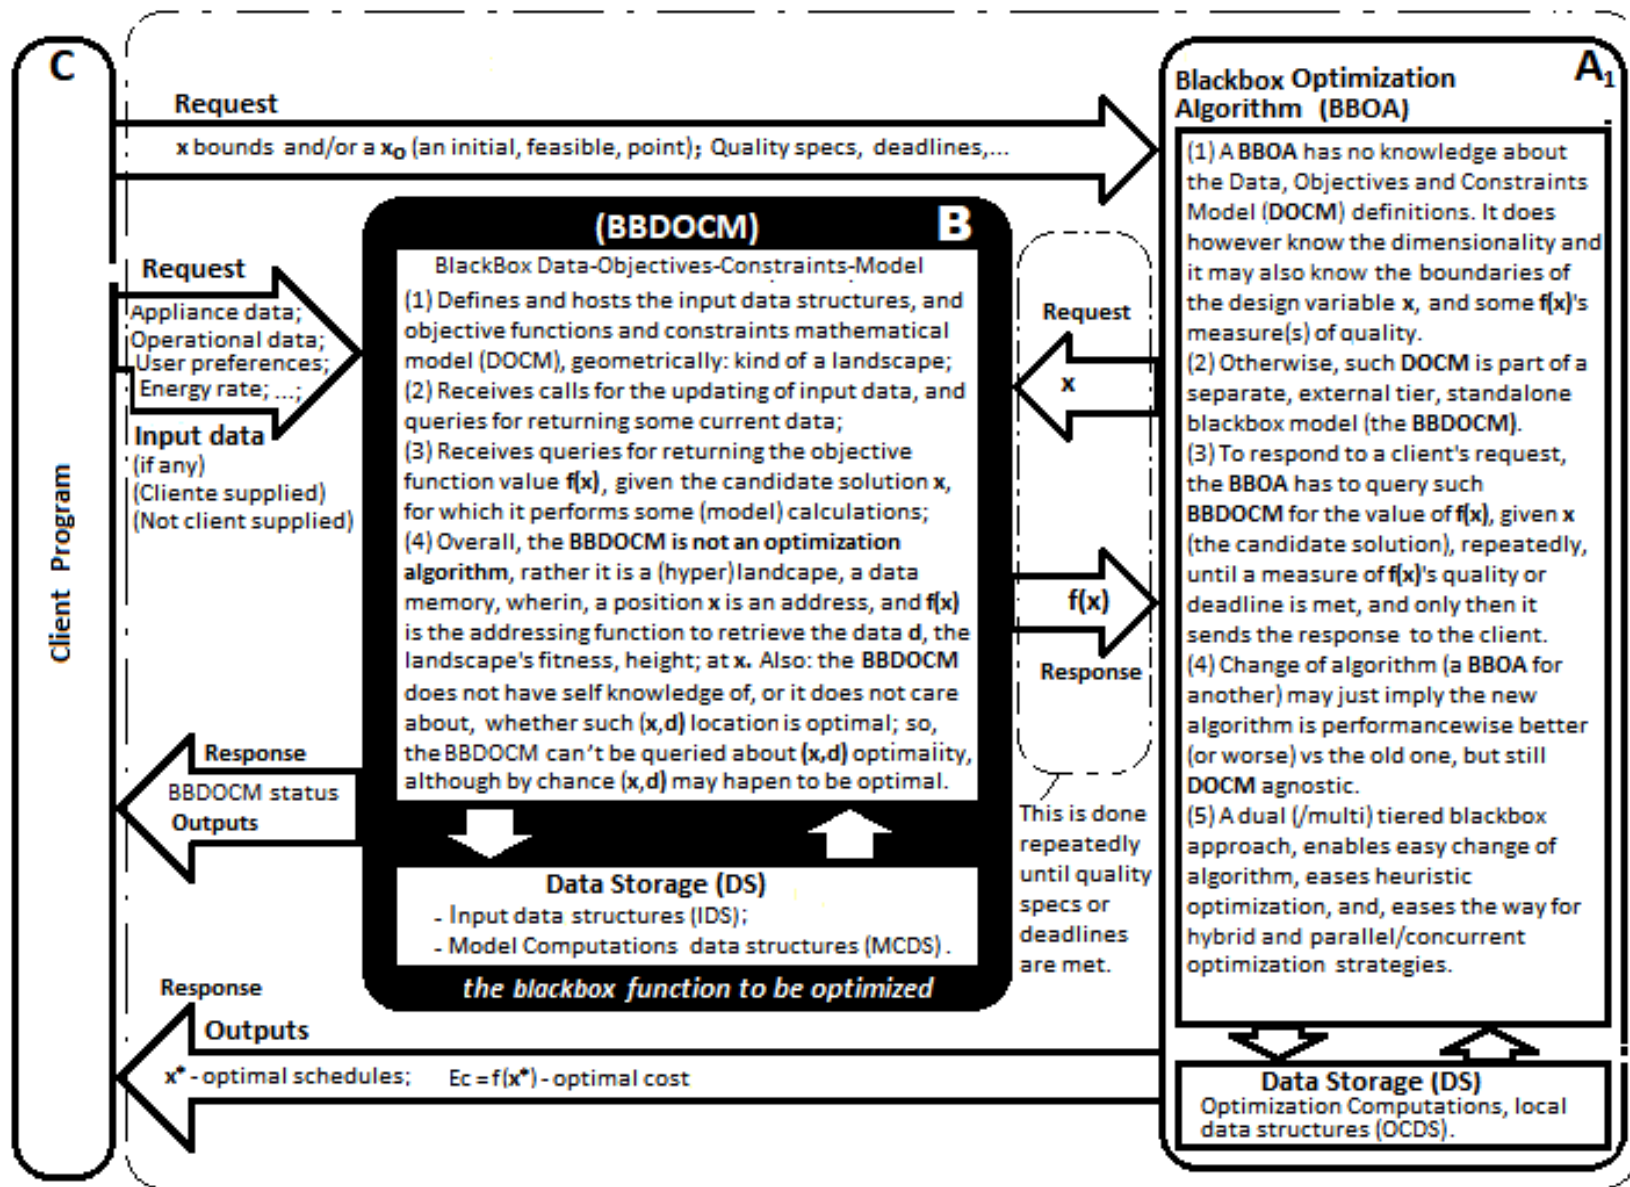 C
Client Program
Request
x bounds and/or a xo (an initial, feasible, point); Quality specs, deadlines,...
Request
Appliance data;
Operational data;
User preferences;
Energy rate; ...;
Input data
(if any)
(Cliente supplied)
(Not client supplied)
Response
BBDOCM status
Outputs
Response
Outputs
x* - optimal schedules; Ec = f(x*) - optimal cost
(BBDOCM)
B
BlackBox Data-Objectives-Constraints-Model
(1) Defines and hosts the input data structures, and
objective functions and constraints mathematical
model (DOCM), geometrically: kind of a landscape;
(2) Receives calls for the updating of input data, and
queries for returning some current data;
(3) Receives queries for returning the objective
function value f(x), given the candidate solution x,
for which it performs some (model) calculations;
(4) Overall, the BBDOCM is not an optimization
algorithm, rather it is a (hyper) landcape, a data
memory, wherin, a position x is an address, and f(x)
is the addressing function to retrieve the data d, the
landscape's fitness, height; at x. Also: the BBDOCM
does not have self knowledge of, or it does not care
about, whether such (x,d) location is optimal; so,
the BBDOCM can't be queried about (x,d) optimaiity,
although by chance (x,d) may hapen to be optimal.
Data Storage (DS)
- Input data structures (IDS);
- Model Computations data structures (MCDS) .
the blackbox function to be optimized
Request
x
f(x)
Response
This is done
repeatedly
until quality
specs or
deadlines
are met.
A1
Blackbox Optimization
Algorithm (BBOA)
(1) A BBOA has no knowledge about
the Data, Objectives and Constraints
Model (DOCM) definitions. It does
however know the dimensionality and
it may also know the boundaries of
the design variable x, and some f(x)'s
measure(s) of quality.
(2) Otherwise, such DOCM is part of a
separate, external tier, standalone
blackbox model (the BBDOCM).
(3) To respond to a client's request,
the BBOA has to query such
BBDOCM for the value of f(x), given x
(the candidate solution), repeatedly,
until a measure of f(x)'s quality or
deadline is met, and only then it
sends the response to the client.
(4) Change of algorithm (a BBOA for
another) may just imply the new
algorithm is performancewise better
(or worse) vs the old one, but still
DOCM agnostic.
(5) A dual (/multi) tiered blackbox
approach, enables easy change of
algorithm, eases heuristic
optimization, and, eases the way for
hybrid and parallel/concurrent
optimization strategies.
Data Storage (DS)
Optimization Computations, local
data structures (OCDS).